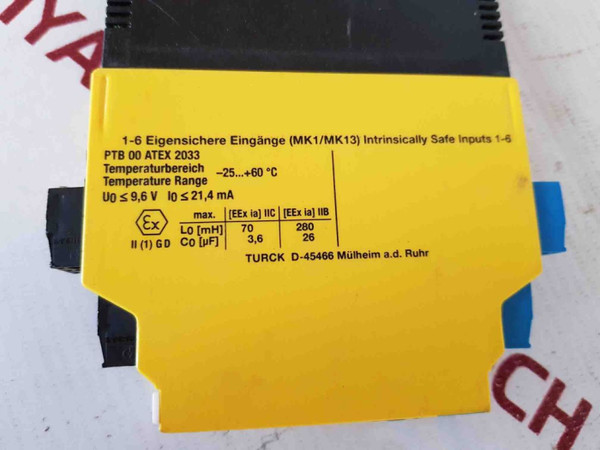 1-6 Eigensichere Eingänge (MK1/MK13) Intrinsically Safe Inputs 1-6
PTB 00 ATEX 2033
Temperaturbereich
Temperature Range
-25...+60 °C
U0 ≤ 9,6 V I0 ≤ 21,4 mA
Ex
II (1) G D
max. [EEx ia] IIC [EEx ia] IIB
L0 [mH] 70 280
C0 [µF] 3,6 26
TURCK D-45466 Mülheim a.d. Ruhr
CH